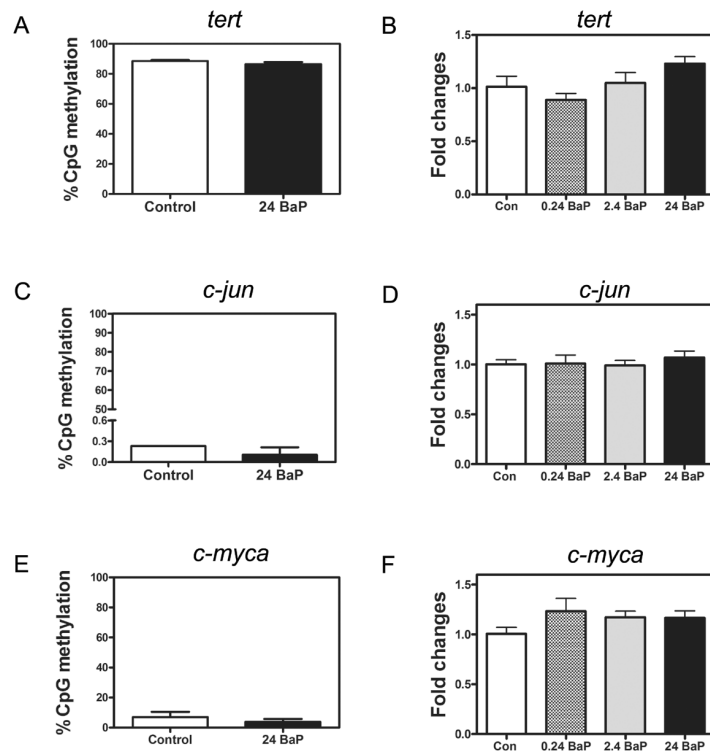 A
tert
% CpG methylation
100
80
60
40
20
0
Control
24 BaP
B
tert
Fold changes
1.5
1.0
0.5
0.0
Con
0.24 BaP
2.4 BaP
24 BaP
C
c-jun
% CpG methylation
100
90
80
70
60
50
0.6
0.3
0.0
Control
24 BaP
D
c-jun
Fold changes
1.5
1.0
0.5
0.0
Con
0.24 BaP
2.4 BaP
24 BaP
E
c-myca
% CpG methylation
100
80
60
40
20
0
Control
24 BaP
F
c-myca
Fold changes
1.5
1.0
0.5
0.0
Con
0.24 BaP
2.4 BaP
24 BaP